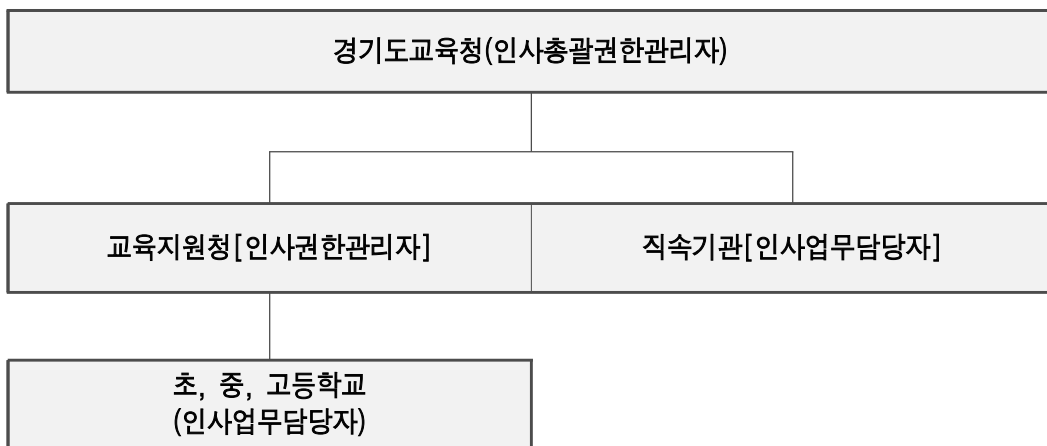 경기도교육청(인사총괄권한관리자)
교육지원청[인사권한관리자]
직속기관[인사업무담당자]
초, 중, 고등학교
(인사업무담당자)